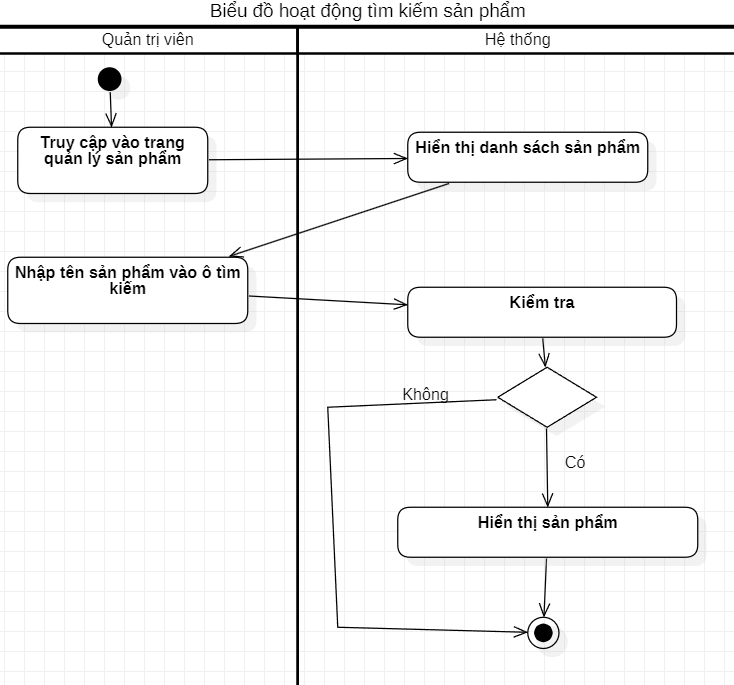 Biểu đồ hoạt động tìm kiếm sản phẩm
Quản trị viên
Hệ thống
Truy cập vào trang
quản lý sản phẩm
Hiển thị danh sách sản phẩm
Nhập tên sản phẩm vào ô tìm
kiếm
Kiểm tra
Không
Có
Hiển thị sản phẩm